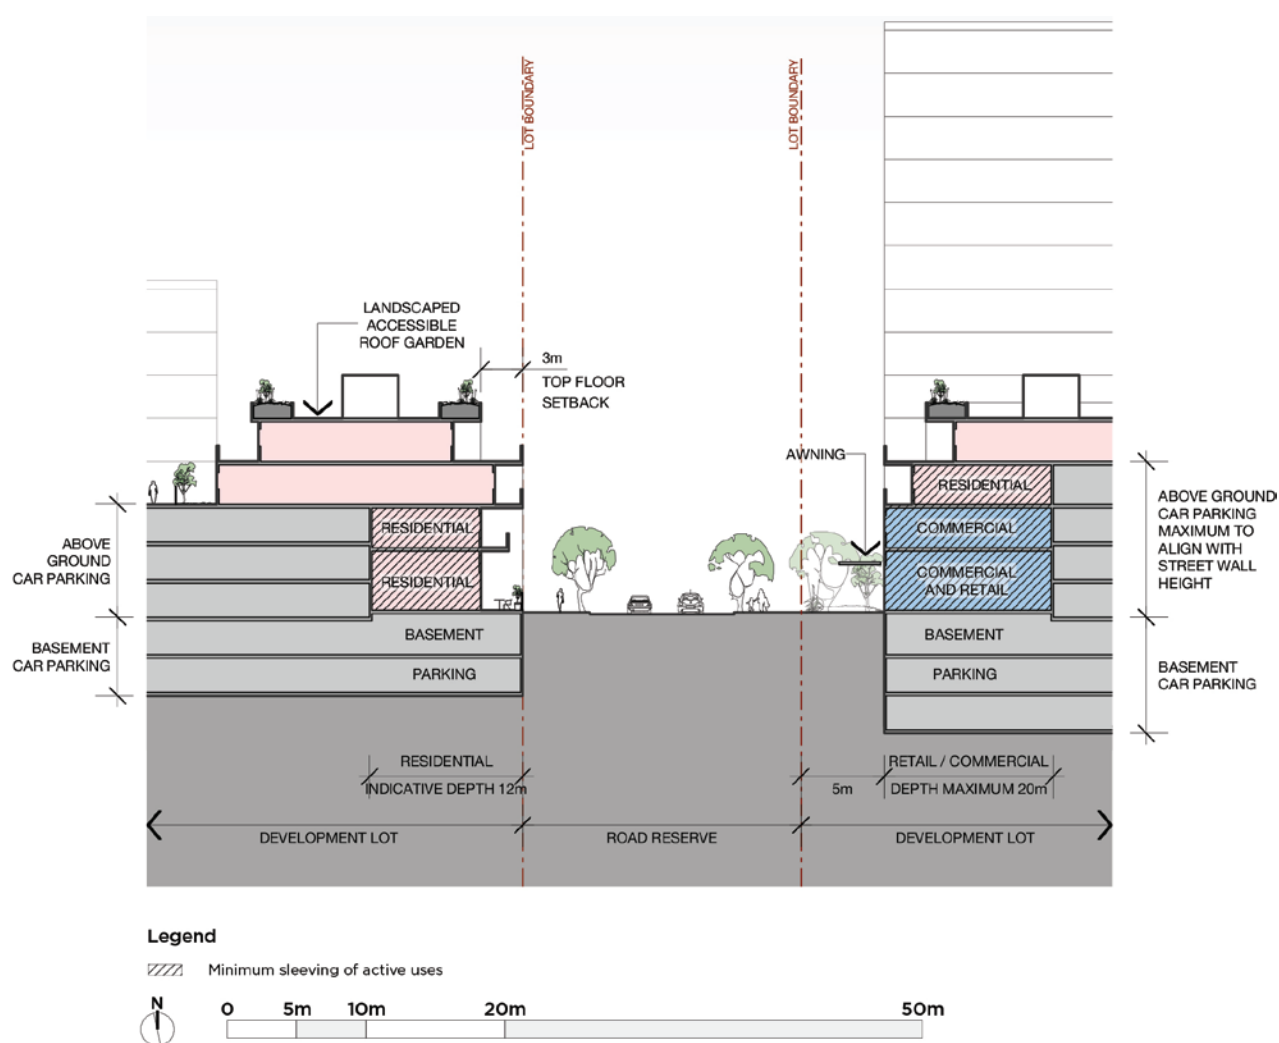 LOT BOUNDARY
LOT BOUNDARY
LANDSCAPED
ACCESSIBLE
ROOF GARDEN
3m
TOP FLOOR
SETBACK
AWNING
RESIDENTIAL
RESIDENTIAL
COMMERCIAL
RESIDENTIAL
COMMERCIAL
AND RETAIL
ABOVE
GROUND
CAR PARKING
ABOVE GROUND
CAR PARKING
MAXIMUM TO
ALIGN WITH
STREET WALL
HEIGHT
BASEMENT
PARKING
BASEMENT
PARKING
BASEMENT
CAR PARKING
BASEMENT
CAR PARKING
RESIDENTIAL
INDICATIVE DEPTH 12m
5m
RETAIL / COMMERCIAL
DEPTH MAXIMUM 20m
DEVELOPMENT LOT
ROAD RESERVE
DEVELOPMENT LOT
Legend
Minimum sleeving of active uses
N
0
5m
10m
20m
50m